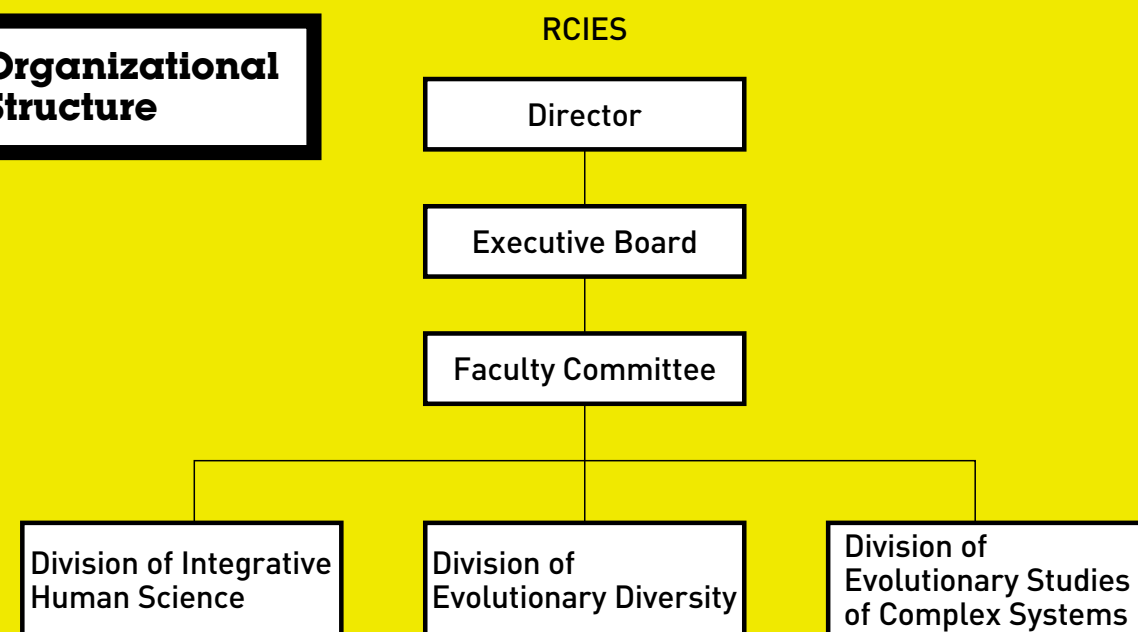 RCIES
Organizational
Structure
Director
Executive Board
Faculty Committee
Division of Integrative
Human Science
Division of
Evolutionary Diversity
Division of
Evolutionary Studies
of Complex Systems